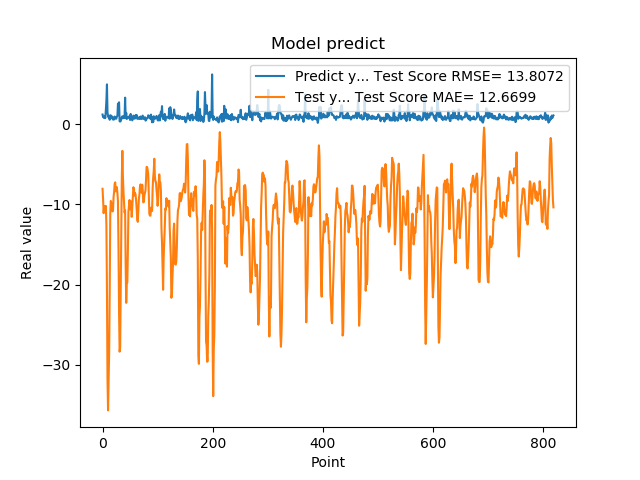 Model predict
Predict y... Test Score RMSE= 13.8072
Test y... Test Score MAE= 12.6699
Real value
0
−10
−20
−30
0 200 400 600 800
Point